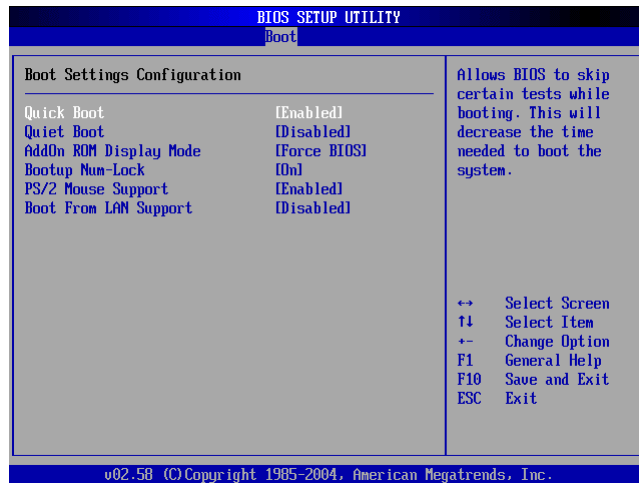 BIOS SETUP UTILITY
Boot
Boot Settings Configuration
Quick Boot [Enabled]
Quiet Boot [Disabled]
AddOn ROM Display Mode [Force BIOS]
Bootup Num-Lock [On]
PS/2 Mouse Support [Enabled]
Boot From LAN Support [Disabled]
Allows BIOS to skip
certain tests while
booting. This will
decrease the time
needed to boot the
system.
↔ Select Screen
↑↓ Select Item
+- Change Option
F1 General Help
F10 Save and Exit
ESC Exit
v02.58 (C)Copyright 1985-2004, American Megatrends, Inc.